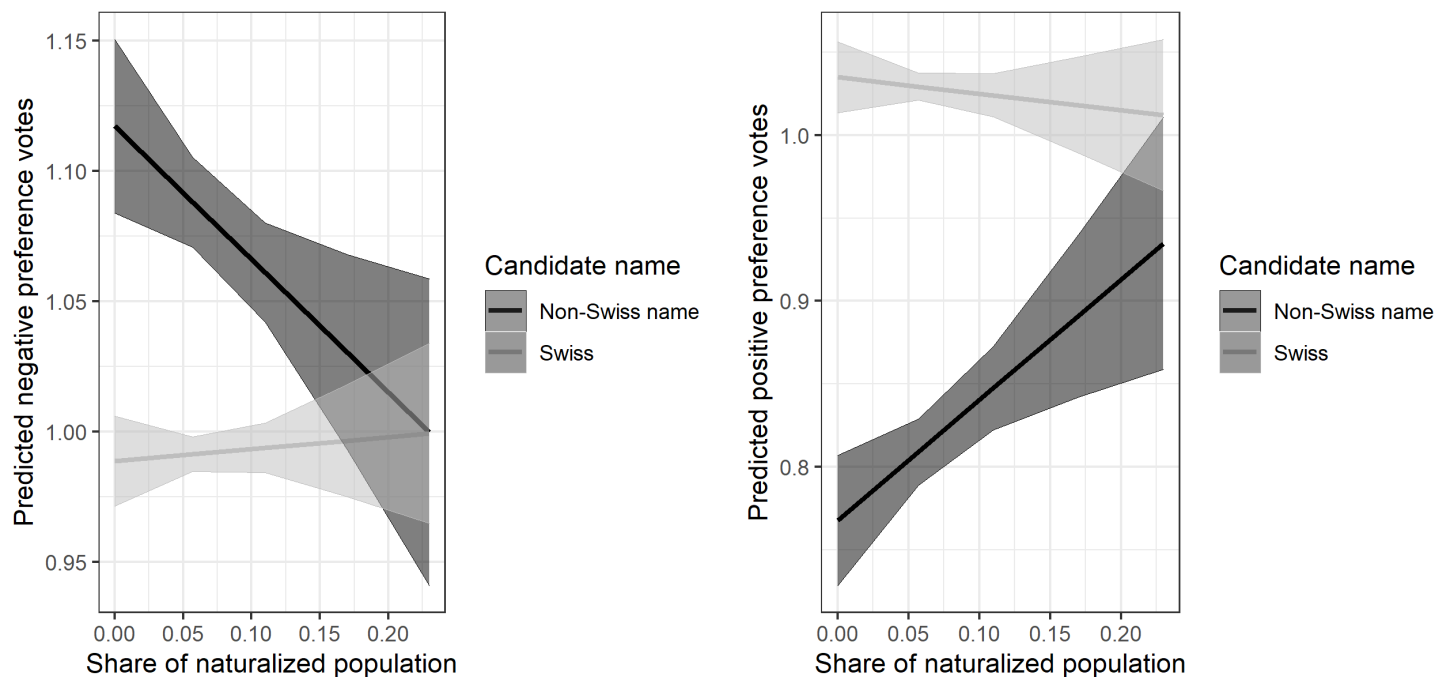 Predicted negative preference votes
1.15
1.10
1.05
1.00
0.95
0.00 0.05 0.10 0.15 0.20
Share of naturalized population
Candidate name
Non-Swiss name
Swiss
Predicted positive preference votes
1.0
0.9
0.8
0.00 0.05 0.10 0.15 0.20
Share of naturalized population
Candidate name
Non-Swiss name
Swiss